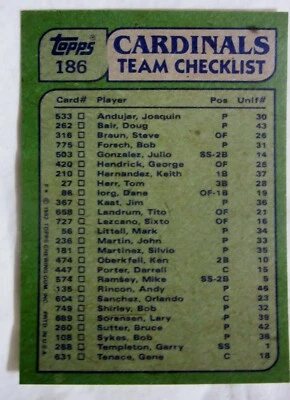 topps CARDINALS
186 TEAM CHECKLIST
Card# Player Pos Unif#
533 Andujar, Joaquin P 30
262 Bair, Doug P 43
316 Braun, Steve OF 26
775 Forsch, Bob P 31
503 Gonzalez, Julio SS-2B 14
420 Hendrick, George OF 25
210 Hernandez, Keith 1B 37
27 Herr, Tom 3B 28
86 Iorg, Dane OF-1B 19
367 Kaat, Jim P 36
658 Landrum, Tito OF 21
727 Lezcano, Sixto OF 16
56 Littell, Mark P 34
236 Martin, John P 33
181 Martinez, Silvio P 35
474 Oberkfell, Ken 2B 10
447 Porter, Darrell C 15
574 Ramsey, Mike SS-2B 5
135 Rincon, Andy P 46
604 Sanchez, Orlando C
749 Shirley, Bob P
689 Sorensen, Lary P 39
260 Sutter, Bruce P 42
108 Sykes, Bob P 38
288 Templeton, Garry SS 1
631 Tenace, Gene C 18